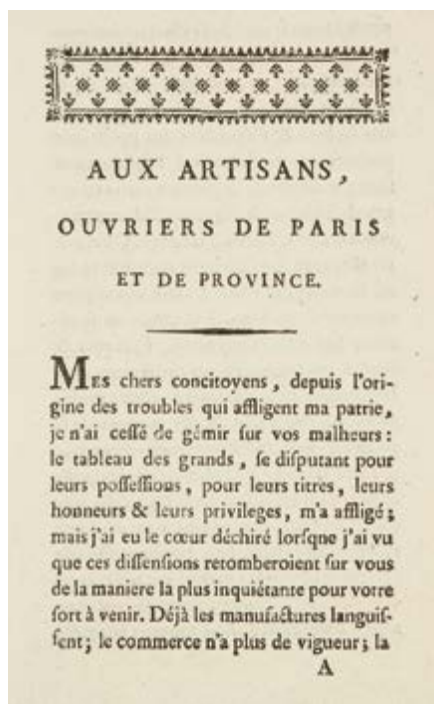 AUX ARTISANS,
OUVRIERS DE PARIS
ET DE PROVINCE.
MES chers concitoyens, depuis l'ori-
gine des troubles qui affligent ma patrie,
je n'ai ceſſé de gémir ſur vos malheurs :
le tableau des grands, ſe diſputant pour
leurs poſſeſſions, pour leurs titres, leurs
honneurs & leurs privileges, m'a affligé ;
mais j'ai eu le cœur déchiré lorſqne j'ai vu
que ces diſſenſions retomberoient ſur vous
de la maniere la plus inquiétante pour votre
ſort à venir. Déjà les manufactures languiſ-
ſent ; le commerce n'a plus de vigueur ; la
A